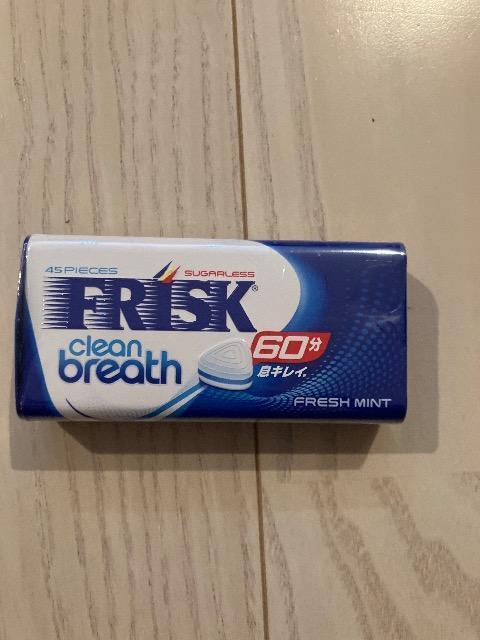 45 PIECES
SUGARLESS
FRISK®
clean
breath
60分
息キレイ。
FRESH MINT